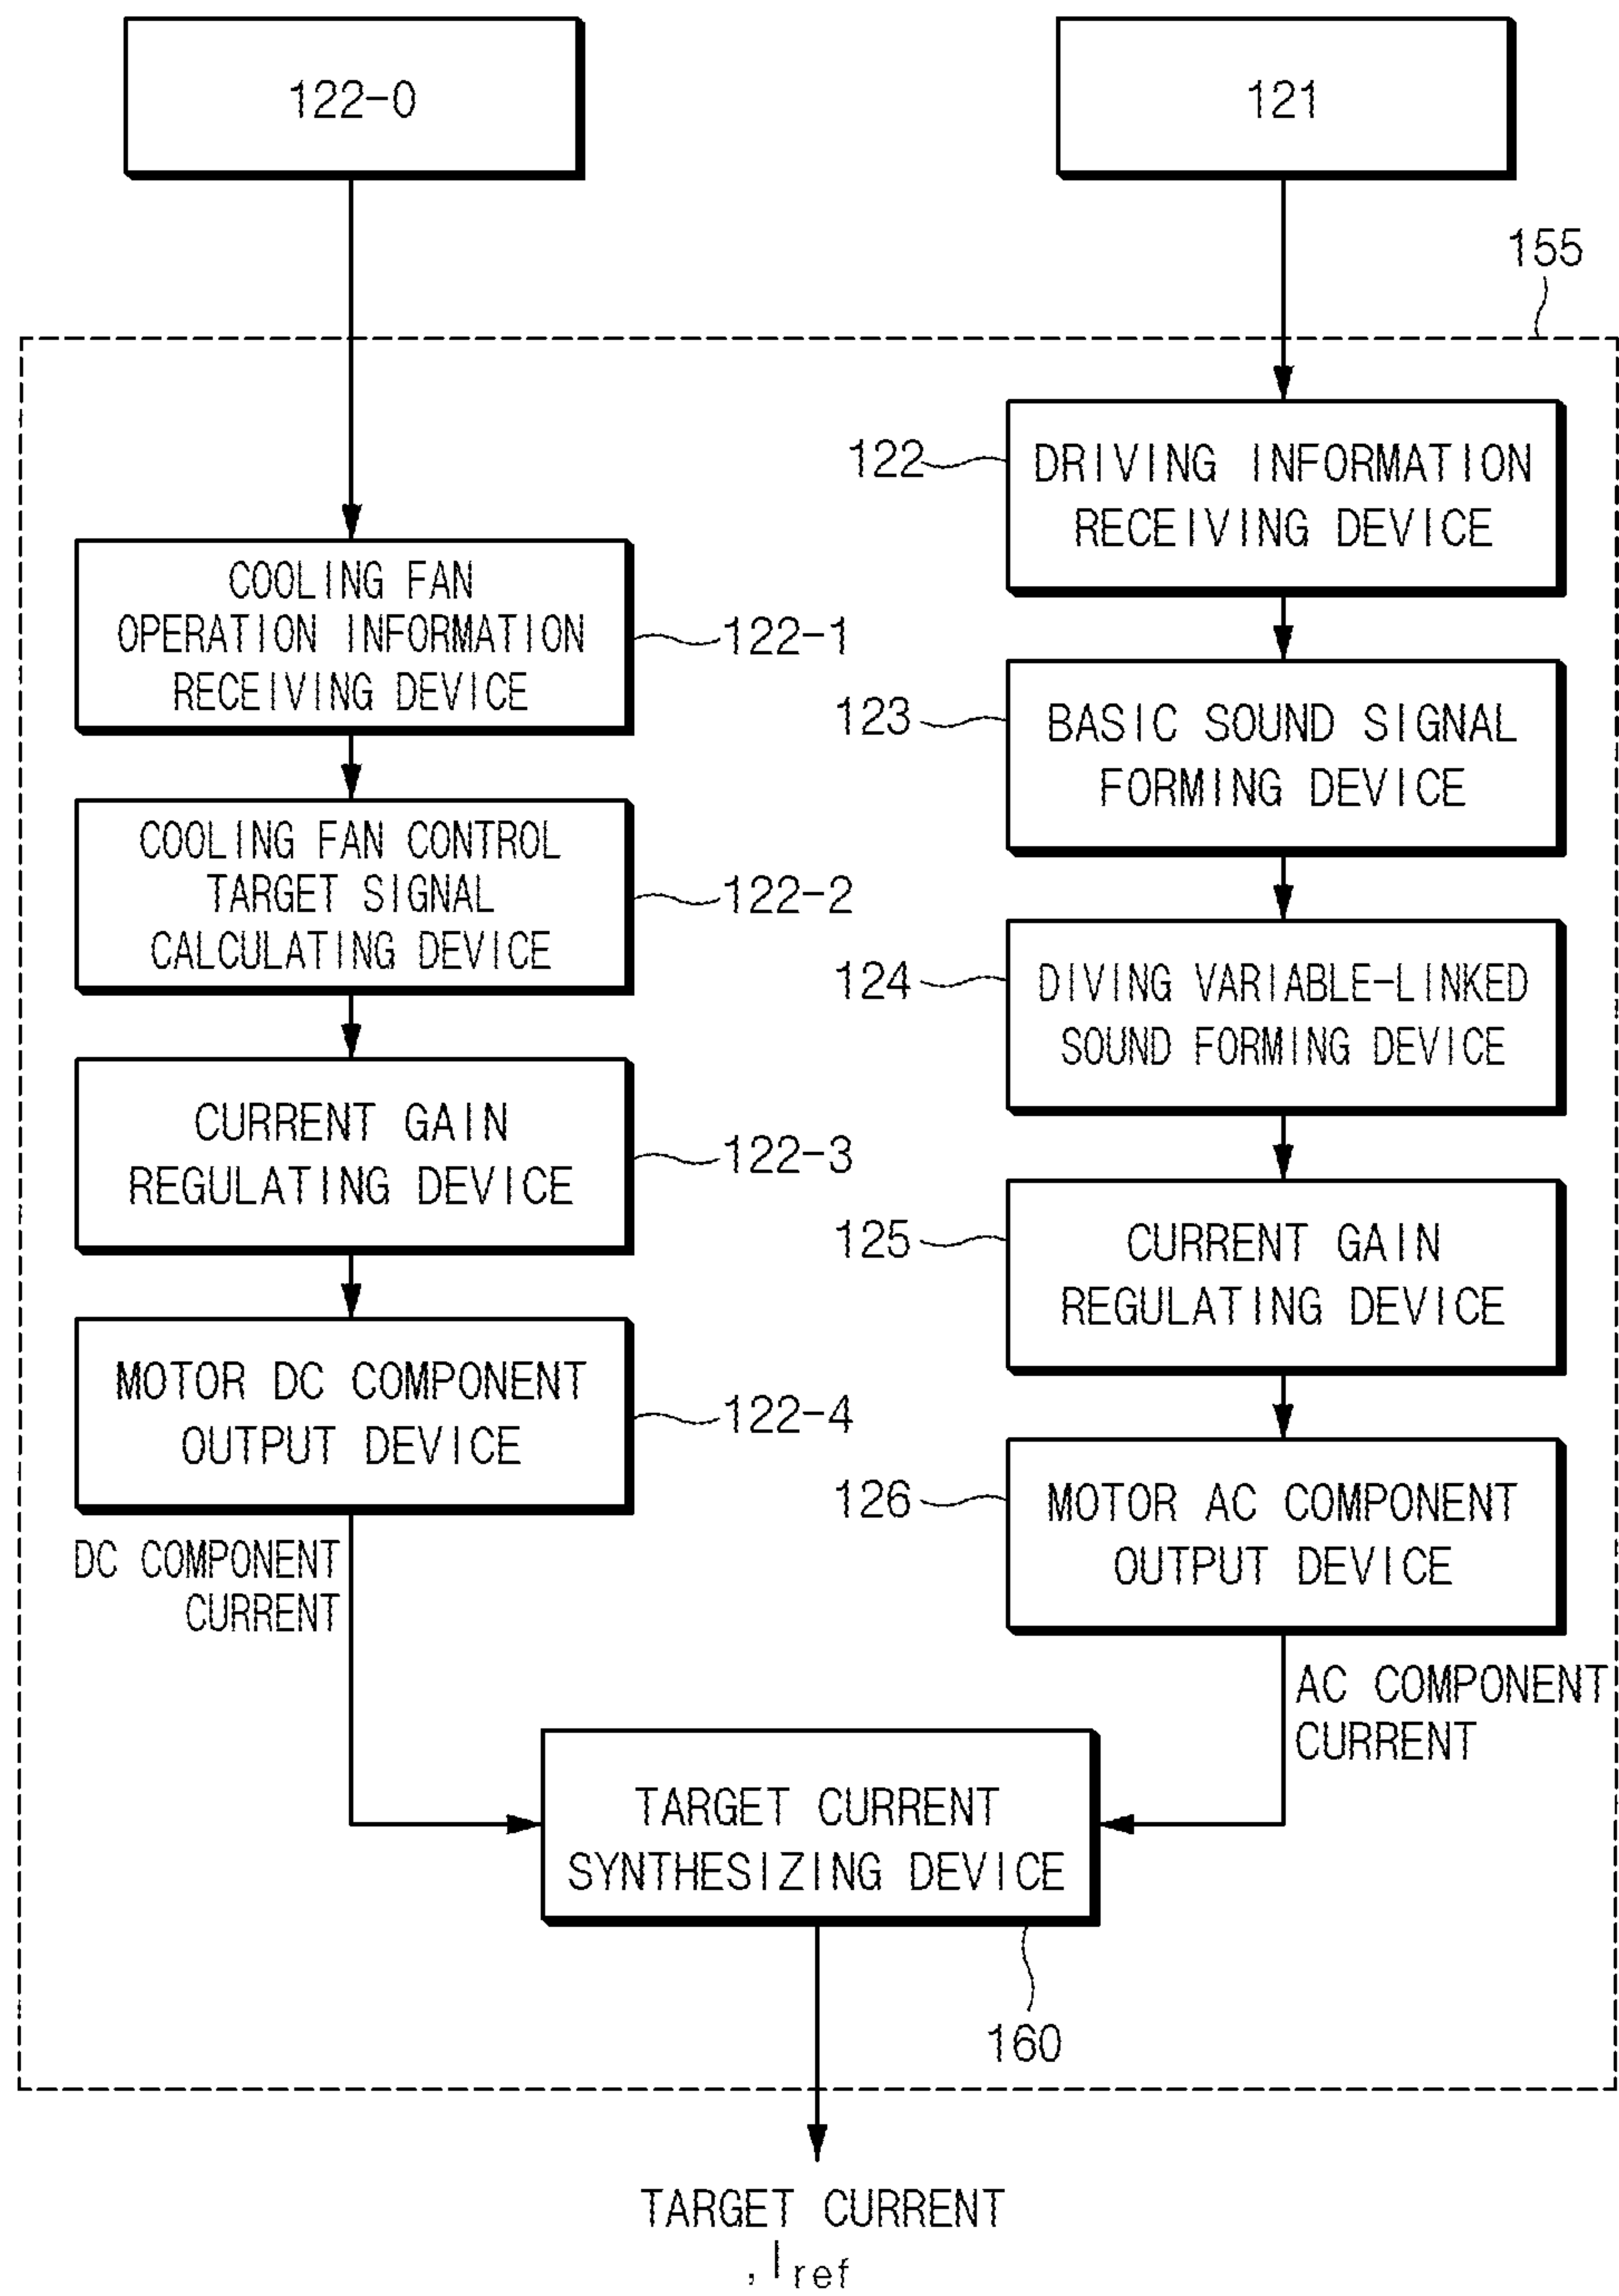 122-0
121
155
122
DRIVING INFORMATION
RECEIVING DEVICE
COOLING FAN
OPERATION INFORMATION
RECEIVING DEVICE
122-1
123
BASIC SOUND SIGNAL
FORMING DEVICE
COOLING FAN CONTROL
TARGET SIGNAL
CALCULATING DEVICE
122-2
124
DIVING VARIABLE-LINKED
SOUND FORMING DEVICE
CURRENT GAIN
REGULATING DEVICE
122-3
125
CURRENT GAIN
REGULATING DEVICE
MOTOR DC COMPONENT
OUTPUT DEVICE
122-4
126
MOTOR AC COMPONENT
OUTPUT DEVICE
DC COMPONENT
CURRENT
AC COMPONENT
CURRENT
TARGET CURRENT
SYNTHESIZING DEVICE
160
TARGET CURRENT
, Iref